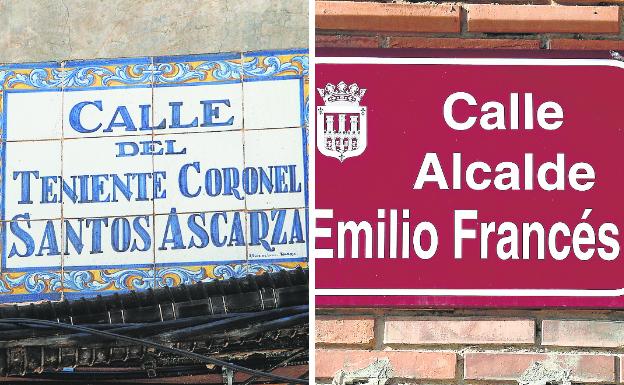 CALLE
DEL
TENIENTE CORONEL
SANTOS ASCARZA
Calle
Alcalde
Emilio Francés